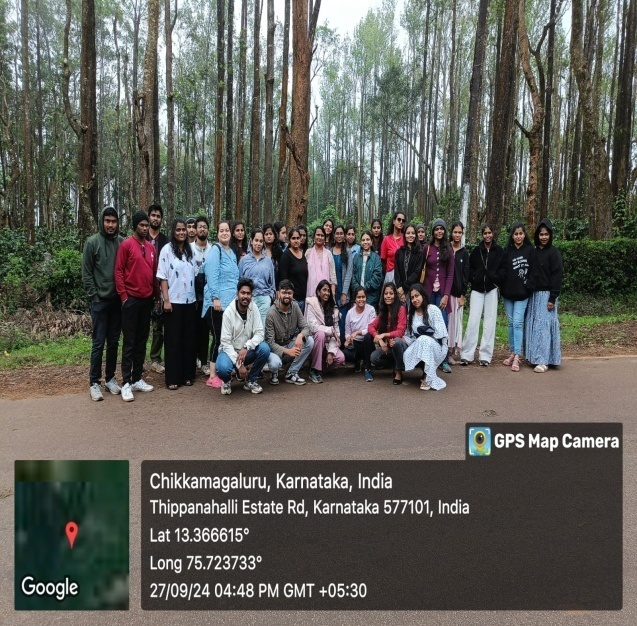 GPS Map Camera
Chikkamagaluru, Karnataka, India
Thippanahalli Estate Rd, Karnataka 577101, India
Lat 13.366615°
Long 75.723733°
27/09/24 04:48 PM GMT +05:30
Google